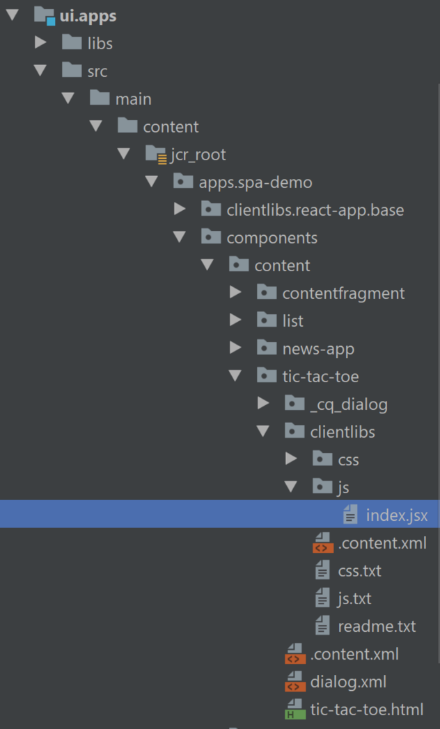 ui.apps
libs
src
main
content
jcr_root
apps.spa-demo
clientlibs.react-app.base
components
content
contentfragment
list
news-app
tic-tac-toe
_cq_dialog
clientlibs
css
js
index.jsx
.content.xml
css.txt
js.txt
readme.txt
.content.xml
dialog.xml
tic-tac-toe.html